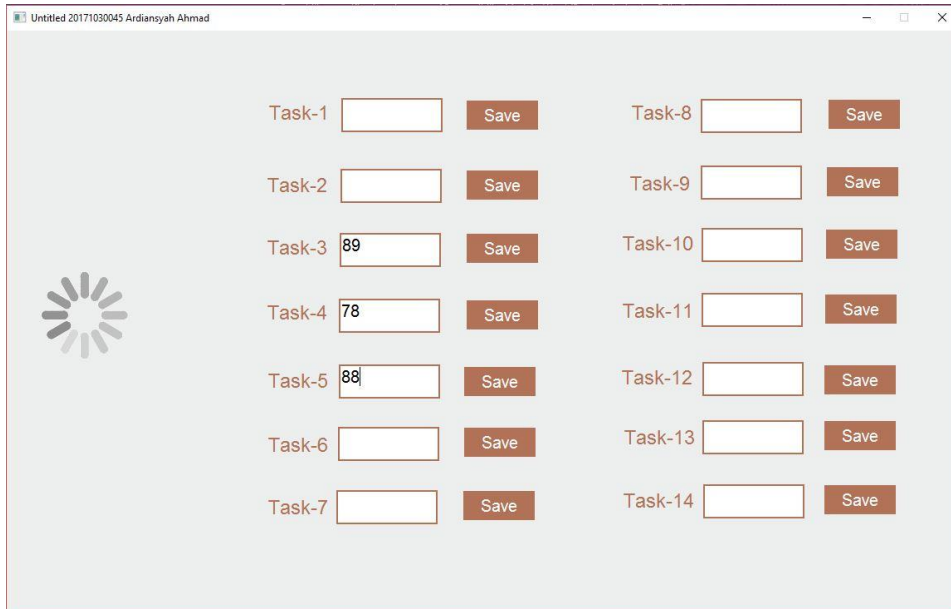 Untitled 20171030045 Ardiansyah Ahmad
Task-1 Save
Task-2 Save
Task-3 89 Save
Task-4 78 Save
Task-5 88 Save
Task-6 Save
Task-7 Save
Task-8 Save
Task-9 Save
Task-10 Save
Task-11 Save
Task-12 Save
Task-13 Save
Task-14 Save